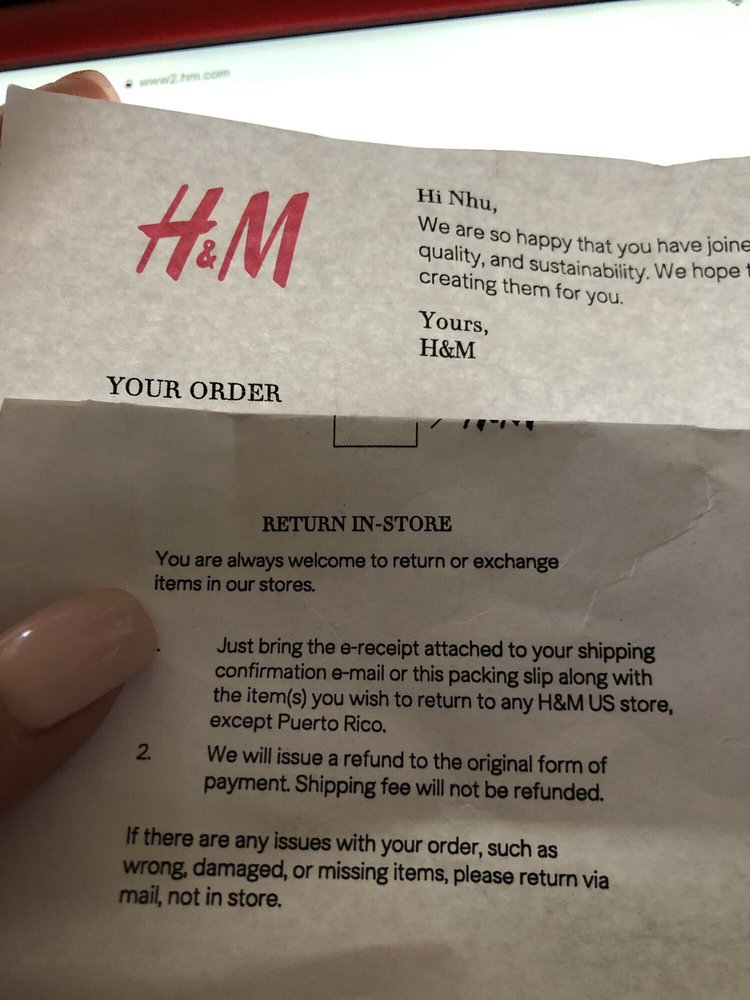 www2.hm.com
H&M
Hi Nhu,
We are so happy that you have joine
quality, and sustainability. We hope t
creating them for you.
Yours,
H&M
YOUR ORDER
RETURN IN-STORE
You are always welcome to return or exchange
items in our stores.
Just bring the e-receipt attached to your shipping
confirmation e-mail or this packing slip along with
the item(s) you wish to return to any H&M US store,
except Puerto Rico.
2. We will issue a refund to the original form of
payment. Shipping fee will not be refunded.
If there are any issues with your order, such as
wrong, damaged, or missing items, please return via
mail, not in store.